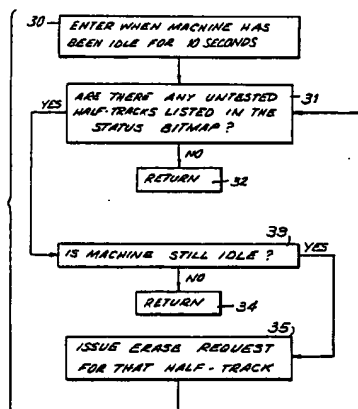 30
ENTER WHEN MACHINE HAS
BEEN IDLE FOR 10 SECONDS
ARE THERE ANY UNTESTED
HALF-TRACKS LISTED IN THE
STATUS BITMAP?
31
YES
NO
RETURN
32
33
IS MACHINE STILL IDLE?
YES
NO
RETURN
34
35
ISSUE ERASE REQUEST
FOR THAT HALF-TRACK